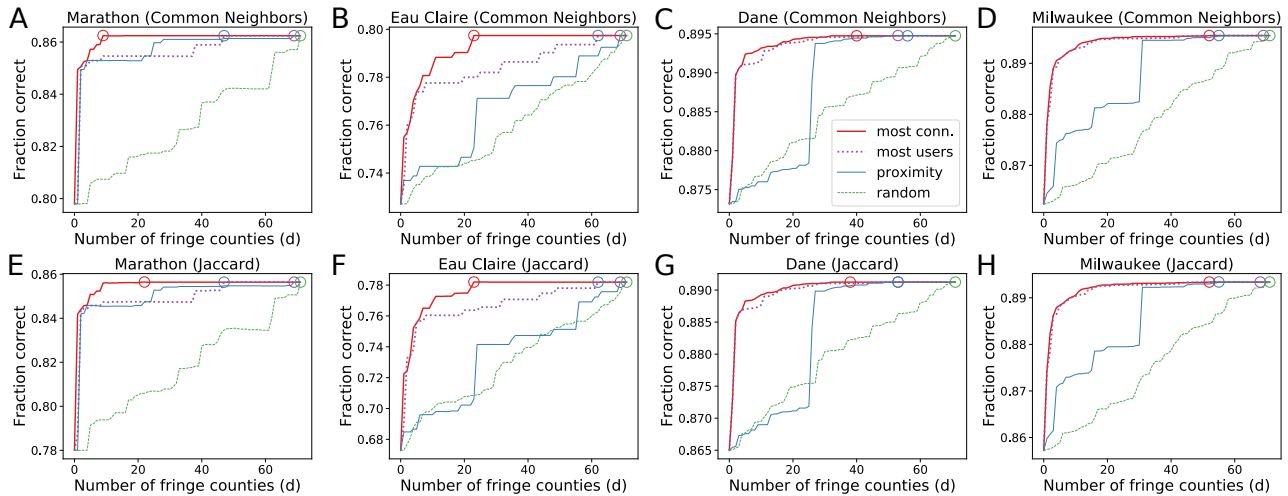 A Marathon (Common Neighbors)
Fraction correct
0.86
0.84
0.82
0.80
0 20 40 60
Number of fringe counties (d)
B Eau Claire (Common Neighbors)
Fraction correct
0.80
0.78
0.76
0.74
0 20 40 60
Number of fringe counties (d)
C Dane (Common Neighbors)
Fraction correct
0.895
0.890
0.885
0.880
0.875
0 20 40 60
Number of fringe counties (d)
most conn.
most users
proximity
random
D Milwaukee (Common Neighbors)
Fraction correct
0.89
0.88
0.87
0 20 40 60
Number of fringe counties (d)
E Marathon (Jaccard)
Fraction correct
0.86
0.84
0.82
0.80
0.78
0 20 40 60
Number of fringe counties (d)
F Eau Claire (Jaccard)
Fraction correct
0.78
0.76
0.74
0.72
0.70
0.68
0 20 40 60
Number of fringe counties (d)
G Dane (Jaccard)
Fraction correct
0.890
0.885
0.880
0.875
0.870
0.865
0 20 40 60
Number of fringe counties (d)
H Milwaukee (Jaccard)
Fraction correct
0.89
0.88
0.87
0.86
0 20 40 60
Number of fringe counties (d)